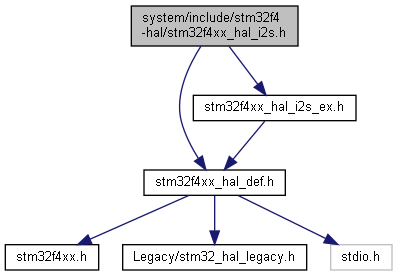 system/include/stm32f4
-hal/stm32f4xx_hal_i2s.h
stm32f4xx_hal_i2s_ex.h
stm32f4xx_hal_def.h
stm32f4xx.h
Legacy/stm32_hal_legacy.h
stdio.h